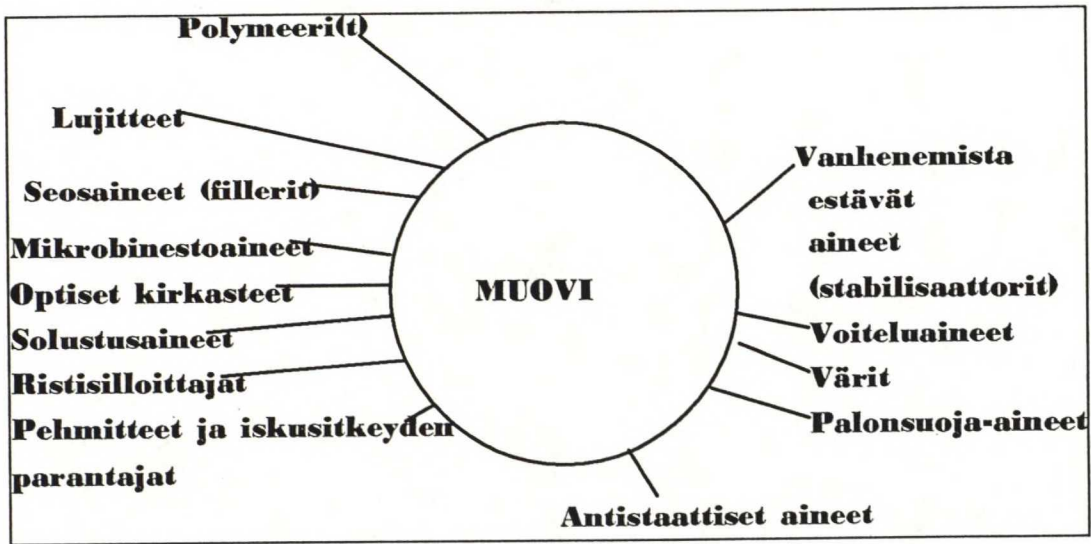 Polymeeri(t)
Lujitteet
Seosaineet (fillerit)
Mikrobinestoaineet
Optiset kirkasteet
Solustusaineet
Ristisilloittajat
Pehmitteet ja iskusitkeyden
parantajat
MUOVI
Vanhenemista
estävät
aineet
(stabilisaattorit)
Voiteluaineet
Värit
Palonsuoja-aineet
Antistaattiset aineet